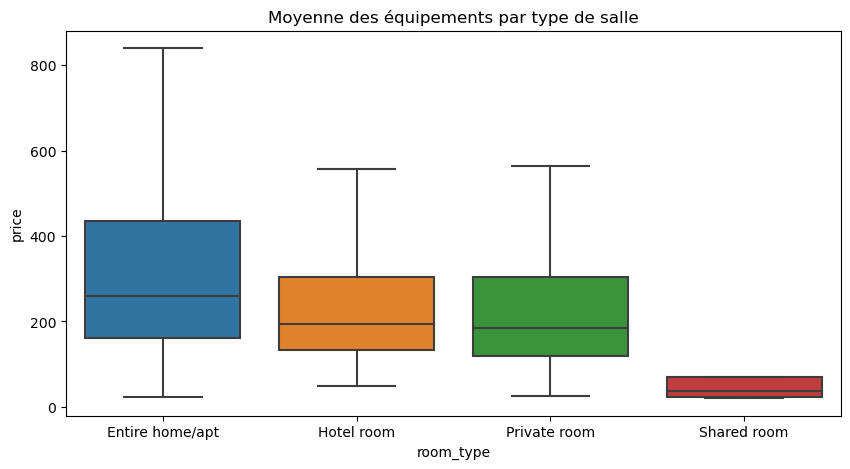 Moyenne des équipements par type de salle
price
800
600
400
200
0
Entire home/apt
Hotel room
Private room
Shared room
room_type